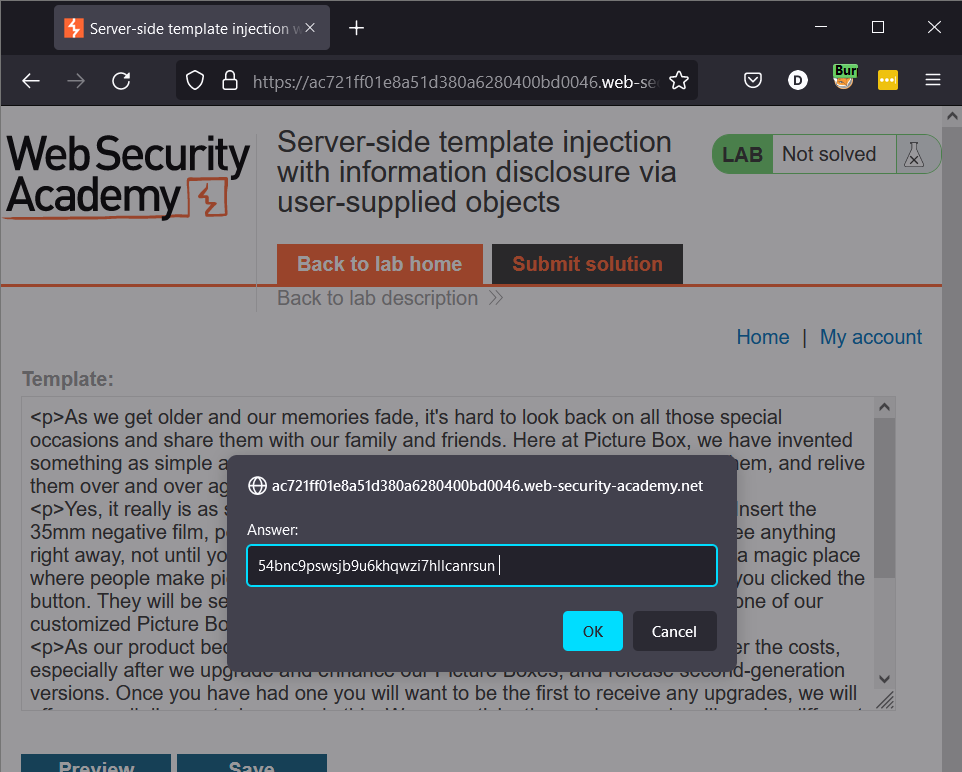 Server-side template injection w
https://ac721ff01e8a51d380a6280400bd0046.web-se
D
Bur
Web Security
Academy
Server-side template injection
with information disclosure via
user-supplied objects
LAB Not solved
Back to lab home
Submit solution
Back to lab description
Home | My account
Template:
<p>As we get older and our memories fade, it's hard to look back on all those special
occasions and share them with our family and friends. Here at Picture Box, we have invented
something as simple a hem, and relive
them over and over ag
<p>Yes, it really is as s Insert the
35mm negative film, p ee anything
right away, not until yo a magic place
where people make pi you clicked the
button. They will be se one of our
customized Picture Bo
<p>As our product bec er the costs,
especially after we upgrade and enhance our Picture Boxes, and release second-generation
versions. Once you have had one you will want to be the first to receive any upgrades, we will
ac721ff01e8a51d380a6280400bd0046.web-security-academy.net
Answer:
54bnc9pswsjb9u6khqwzi7hllcanrsun
OK
Cancel
Preview
Save